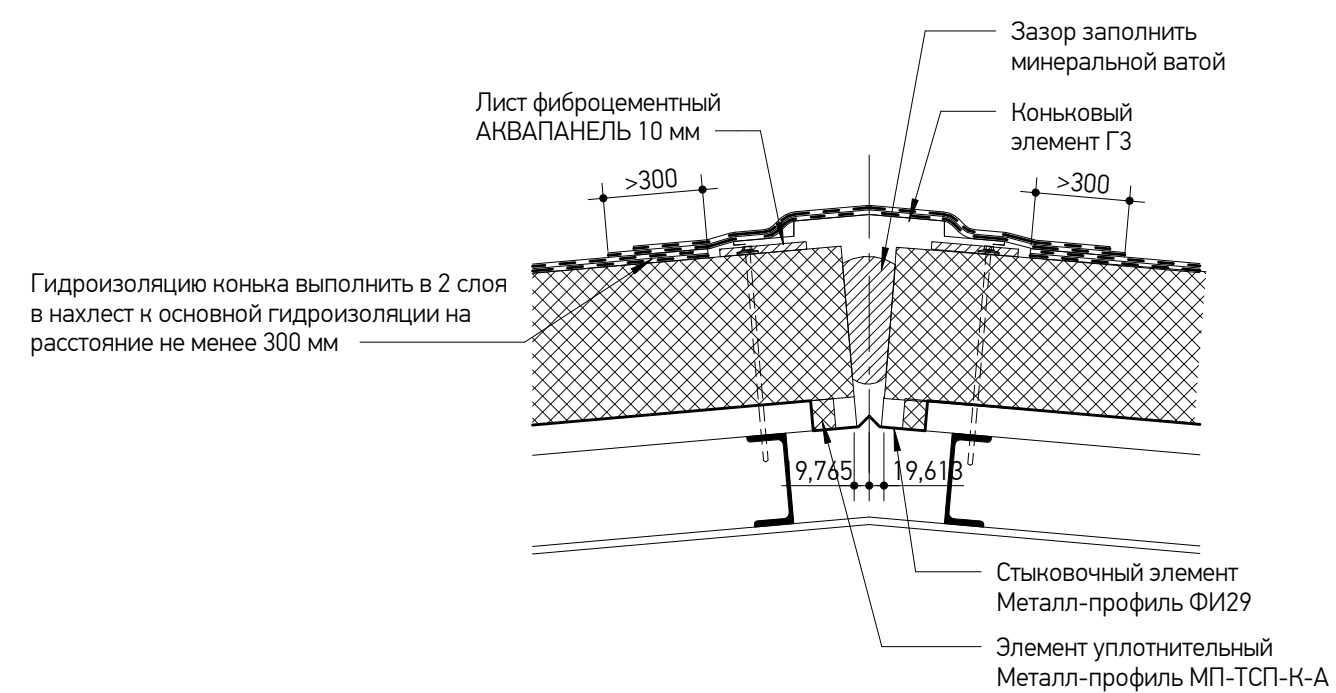 Зазор заполнить
минеральной ватой
Лист фиброцементный
АКВАПАНЕЛЬ 10 мм
Коньковый
элемент Г3
>300
>300
Гидроизоляцию конька выполнить в 2 слоя
в нахлест к основной гидроизоляции на
расстояние не менее 300 мм
19,613
Стыковочный элемент
Металл-профиль ФИ29
Элемент уплотнительный
Металл-профиль МП-ТСП-К-А